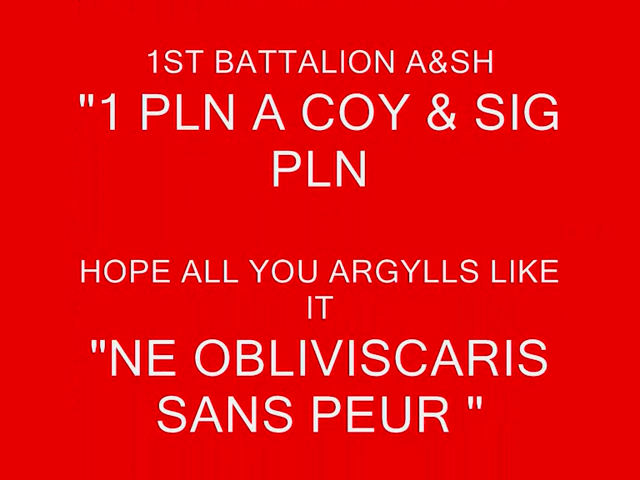 1ST BATTALION A&SH
"1 PLN A COY & SIG
PLN
HOPE ALL YOU ARGYLLS LIKE
IT
"NE OBLIVISCARIS
SANS PEUR "